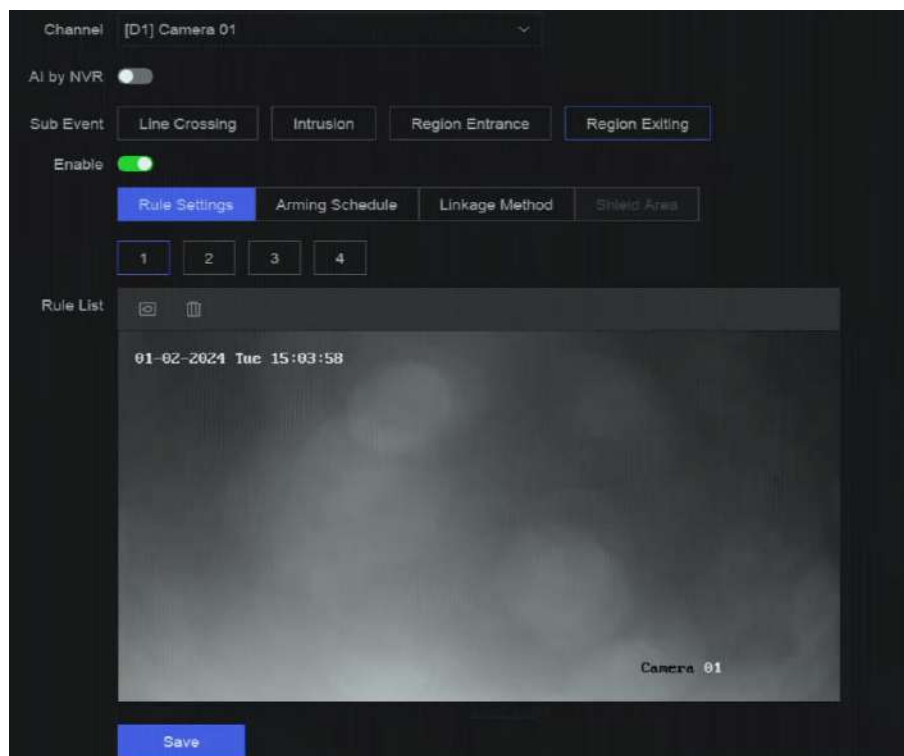 Channel [D1] Camera 01
AI by NVR
Sub Event Line Crossing Intrusion Region Entrance Region Exiting
Enable
Rule Settings Arming Schedule Linkage Method Shield Area
1 2 3 4
Rule List
01-02-2024 Tue 15:03:58
Camera 01
Save